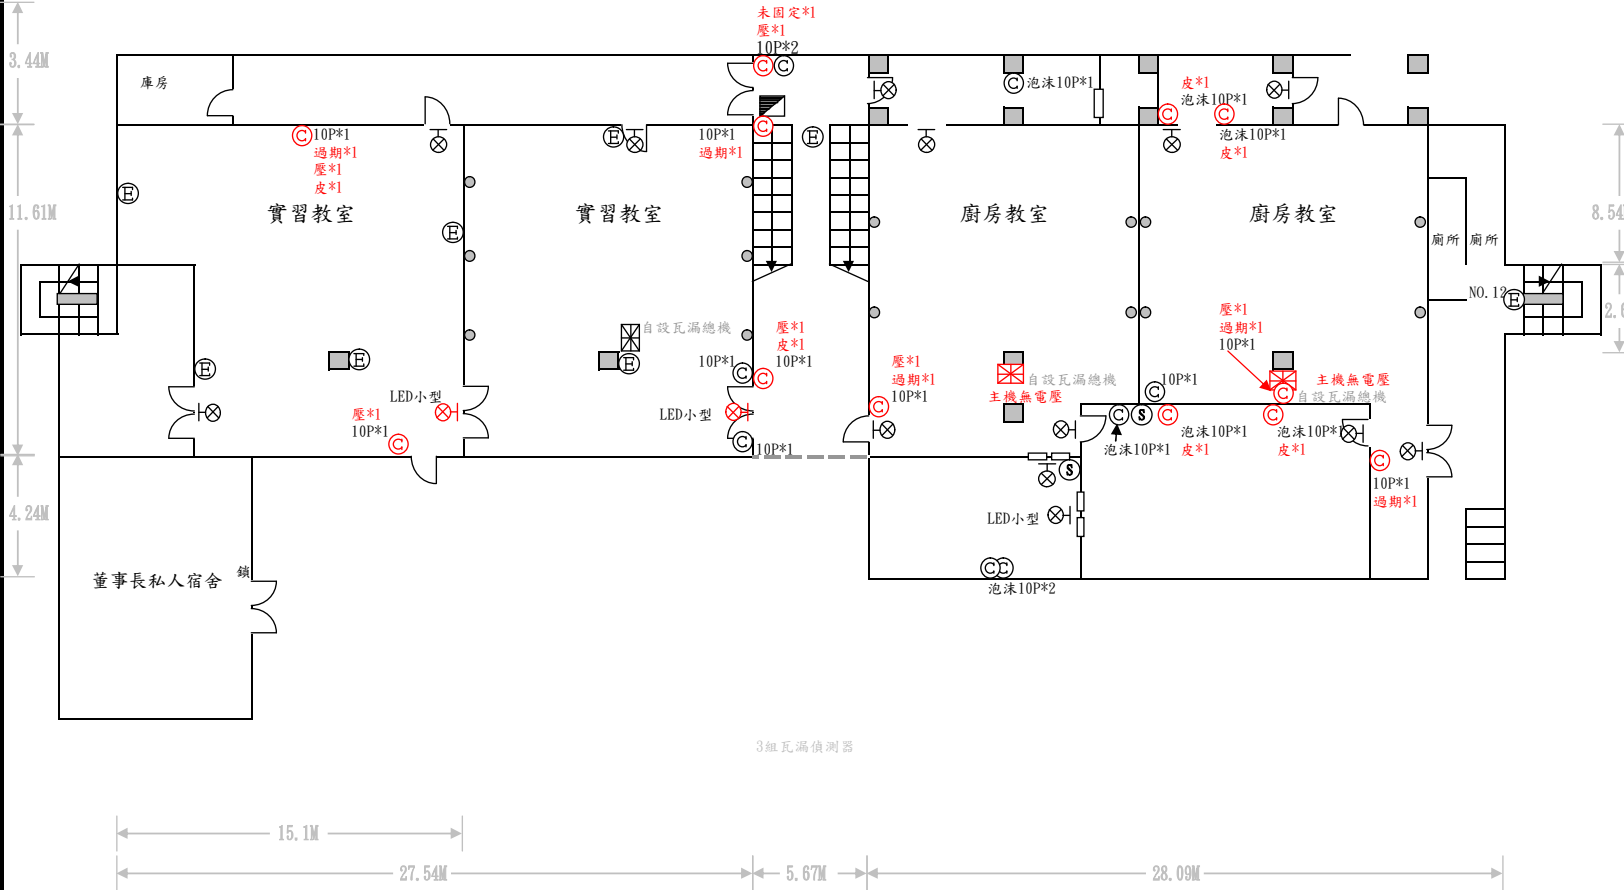 未固定*1
壓*1
10P*2
3.44M
庫房
泡沫10P*1
皮*1
泡沫10P*1
泡沫10P*1
皮*1
10P*1
過期*1
壓*1
皮*1
10P*1
過期*1
E
E
E
E
C
C
C
C
C
C
C
11.61M
8.54
實習教室
實習教室
廚房教室
廚房教室
廁所
廁所
NO.12
E
2.6
自設瓦漏總機
壓*1
皮*1
10P*1
10P*1
壓*1
過期*1
10P*1
壓*1
過期*1
10P*1
E
E
E
C
C
C
自設瓦漏總機
主機無電壓
主機無電壓
自設瓦漏總機
10P*1
C
C
LED小型
LED小型
壓*1
10P*1
C
C
10P*1
C
S
C
C
泡沫10P*1
泡沫10P*1
皮*1
泡沫10P*
皮*1
C
10P*1
過期*1
S
4.24M
LED小型
CC
泡沫10P*2
董事長私人宿舍
鎖
3組瓦漏偵測器
15.1M
27.54M
5.67M
28.09M